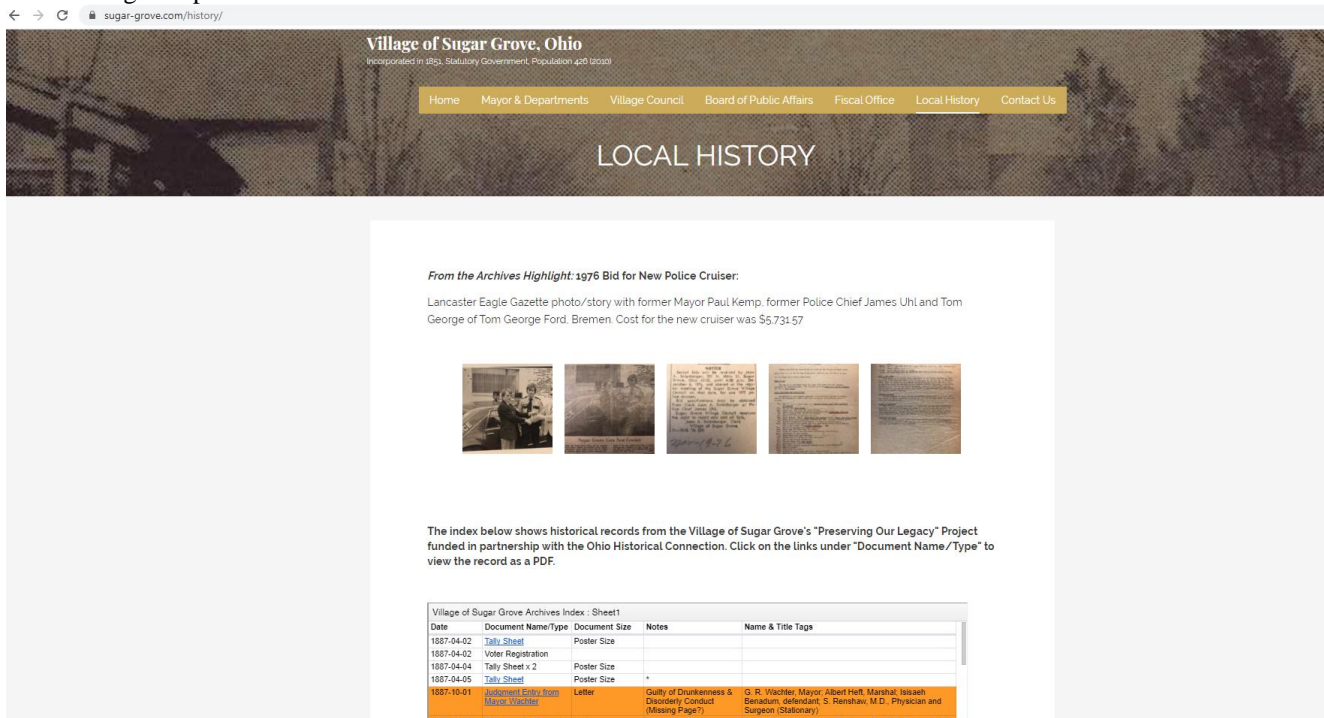 sugar-grove.com/history/
Village of Sugar Grove, Ohio
Incorporated in 1851, Statutory Government, Population 426 (2010)
Home Mayor & Departments Village Council Board of Public Affairs Fiscal Office Local History Contact Us
LOCAL HISTORY
From the Archives Highlight: 1976 Bid for New Police Cruiser:
Lancaster Eagle Gazette photo/story with former Mayor Paul Kemp, former Police Chief James Uhl and Tom
George of Tom George Ford, Bremen. Cost for the new cruiser was $5,731.57
NOTICE
The index below shows historical records from the Village of Sugar Grove's "Preserving Our Legacy" Project
funded in partnership with the Ohio Historical Connection. Click on the links under "Document Name/Type" to
view the record as a PDF.
Village of Sugar Grove Archives Index : Sheet1
Date Document Name/Type Document Size Notes Name & Title Tags
1887-04-02 Tally Sheet Poster Size
1887-04-02 Voter Registration
1887-04-04 Tally Sheet x 2 Poster Size
1887-04-05 Tally Sheet Poster Size *
1887-10-01 Judgment Entry from Letter Guilty of Drunkenness & G. R. Wachter, Mayor; Albert Hefl, Marshal; Isisaeh
Mayor Wachter Disorderly Conduct Benadum, defendant; S. Renshaw, M.D., Physician and
(Missing Page?) Surgeon (Stationary)